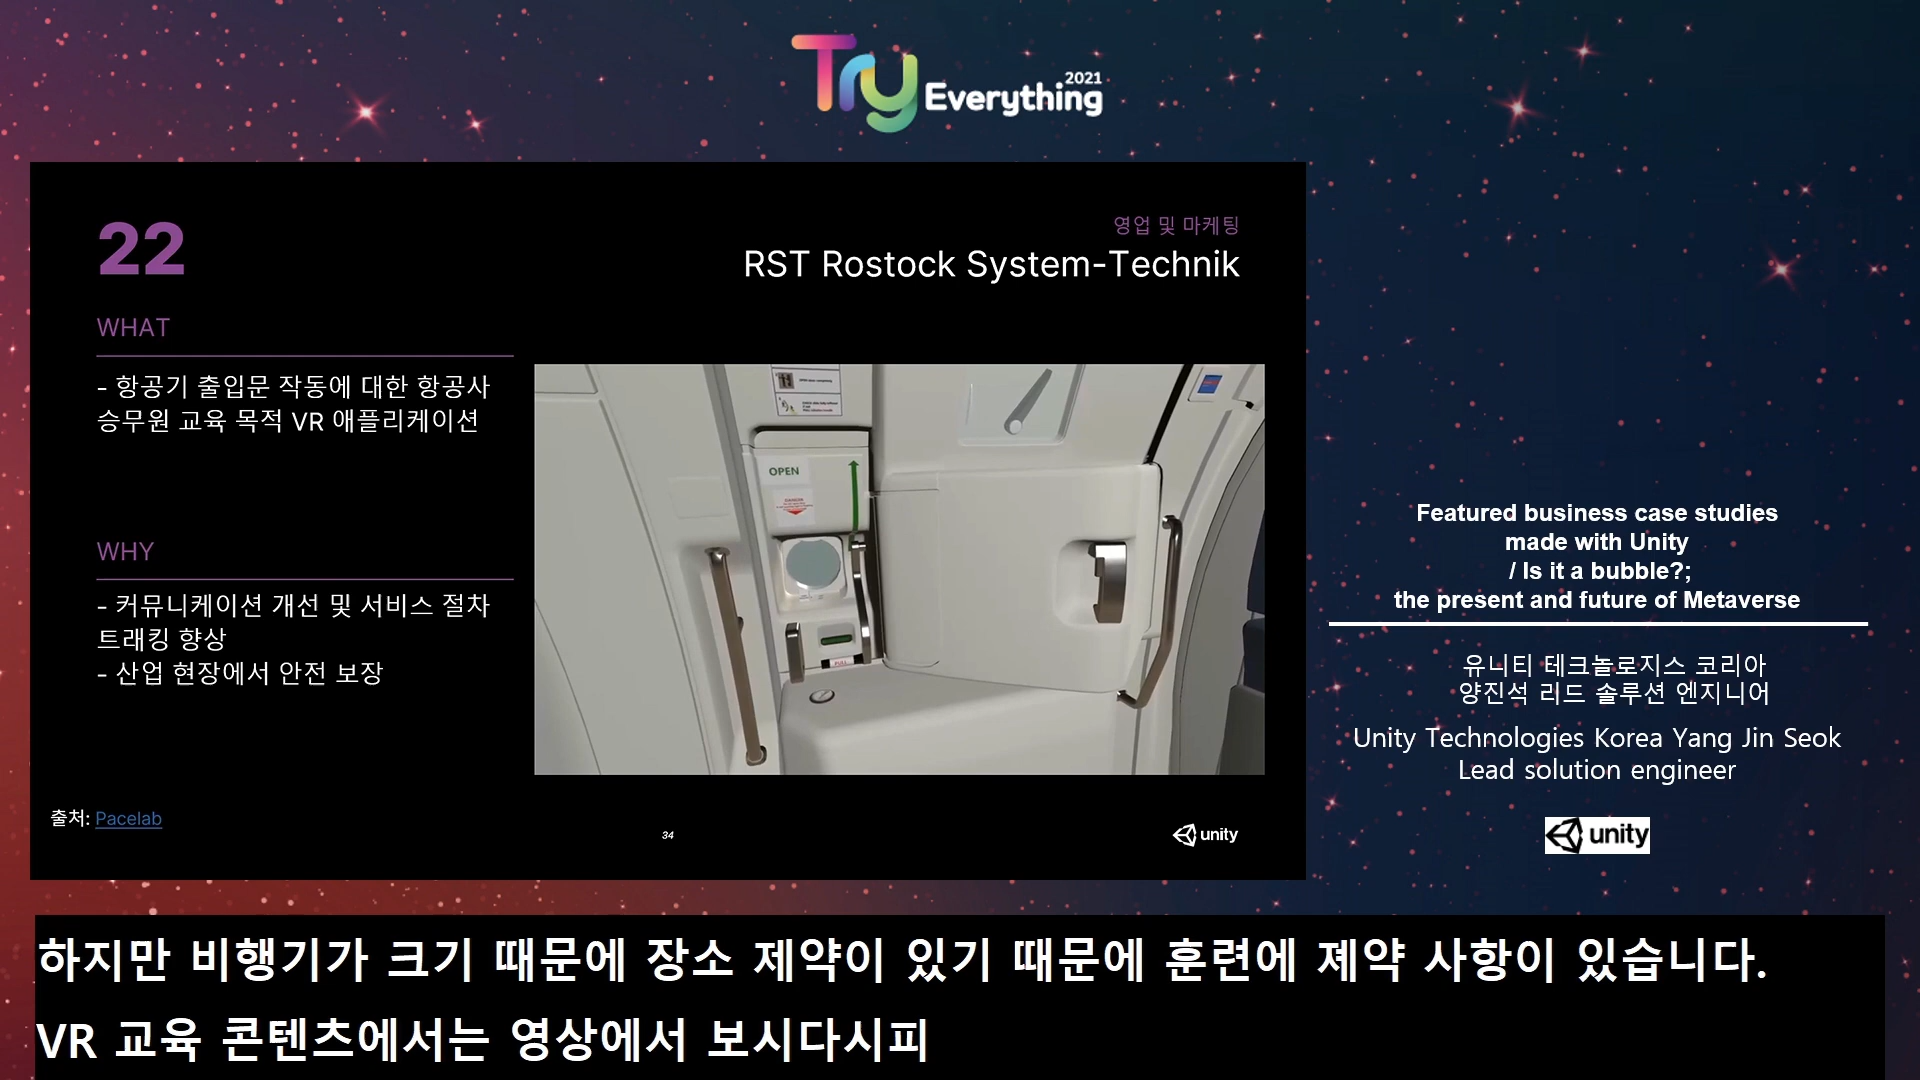 Try
Everything
2021
22
영업 및 마케팅
RST Rostock System-Technik
WHAT
- 항공기 출입문 작동에 대한 항공사
승무원 교육 목적 VR 애플리케이션
WHY
- 커뮤니케이션 개선 및 서비스 절차
트래킹 향상
- 산업 현장에서 안전 보장
OPEN
PULL
출처: Pacelab
34
unity
Featured business case studies
made with Unity
/ Is it a bubble?;
the present and future of Metaverse
유니티 테크놀로지스 코리아
양진석 리드 솔루션 엔지니어
Unity Technologies Korea Yang Jin Seok
Lead solution engineer
unity
하지만 비행기가 크기 때문에 장소 제약이 있기 때문에 훈련에 졔약 사항이 있습니다.
VR 교육 콘텐츠에서는 영상에서 보시다시피